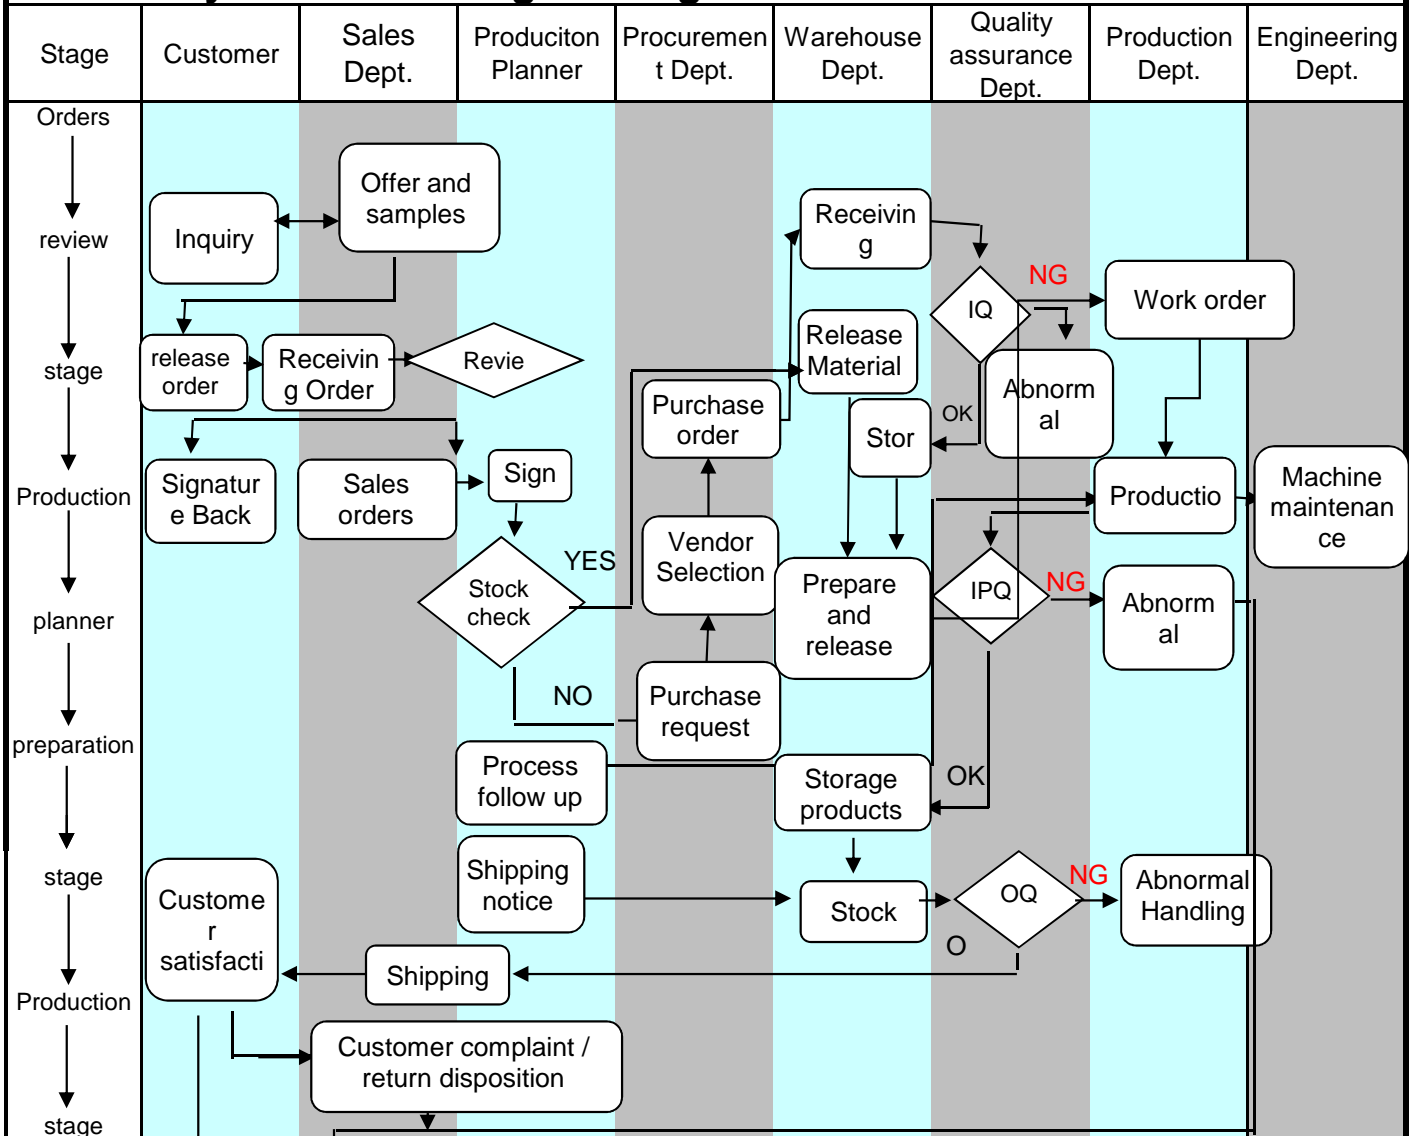 Stage
Customer
Sales
Dept.
Produciton
Planner
Procuremen
t Dept.
Warehouse
Dept.
Quality
assurance
Dept.
Production
Dept.
Engineering
Dept.
Orders
review
stage
Production
planner
preparation
stage
Production
stage
Offer and
samples
Inquiry
Receivin
g
NG
IQ
Work order
release
order
Receivin
g Order
Revie
Release
Material
Abnorm
al
Purchase
order
OK
Stor
Signatur
e Back
Sales
orders
Sign
Productio
Machine
maintenan
ce
Vendor
Selection
YES
Stock
check
Prepare
and
release
IPQ
NG
Abnorm
al
NO
Purchase
request
Process
follow up
Storage
products
OK
Shipping
notice
Stock
OQ
NG
Abnormal
Handling
O
Custome
r
satisfacti
Shipping
Customer complaint /
return disposition